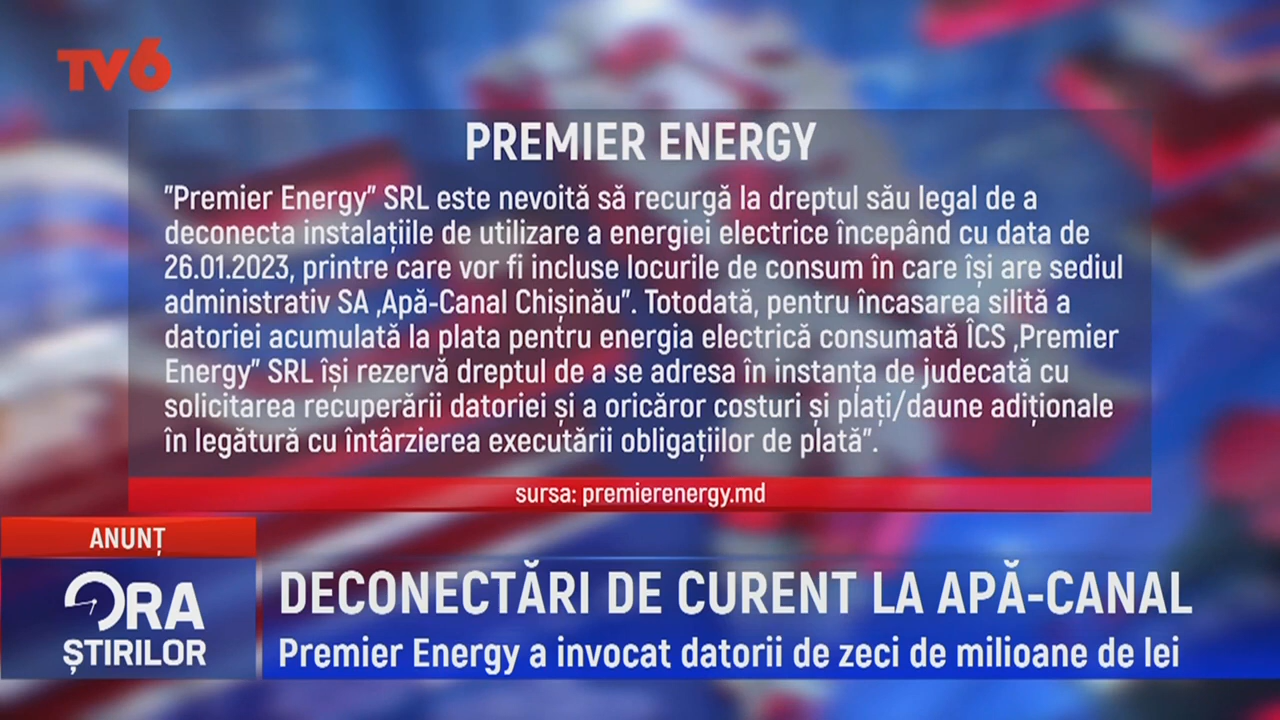 TV6
PREMIER ENERGY
"Premier Energy" SRL este nevoită să recurgă la dreptul său legal de a
deconecta instalațiile de utilizare a energiei electrice începând cu data de
26.01.2023, printre care vor fi incluse locurile de consum în care își are sediul
administrativ SA ‚Apă-Canal Chișinău". Totodată, pentru încasarea silită a
datoriei acumulată la plata pentru energia electrică consumată ÎCS ‚Premier
Energy" SRL își rezervă dreptul de a se adresa în instanța de judecată cu
solicitarea recuperării datoriei și a oricăror costuri și plați/daune adiționale
în legătură cu întârzierea executării obligațiilor de plată".
sursa: premierenergy.md
ANUNȚ
ORA
ȘTIRILOR
DECONECTĂRI DE CURENT LA APĂ-CANAL
Premier Energy a invocat datorii de zeci de milioane de lei